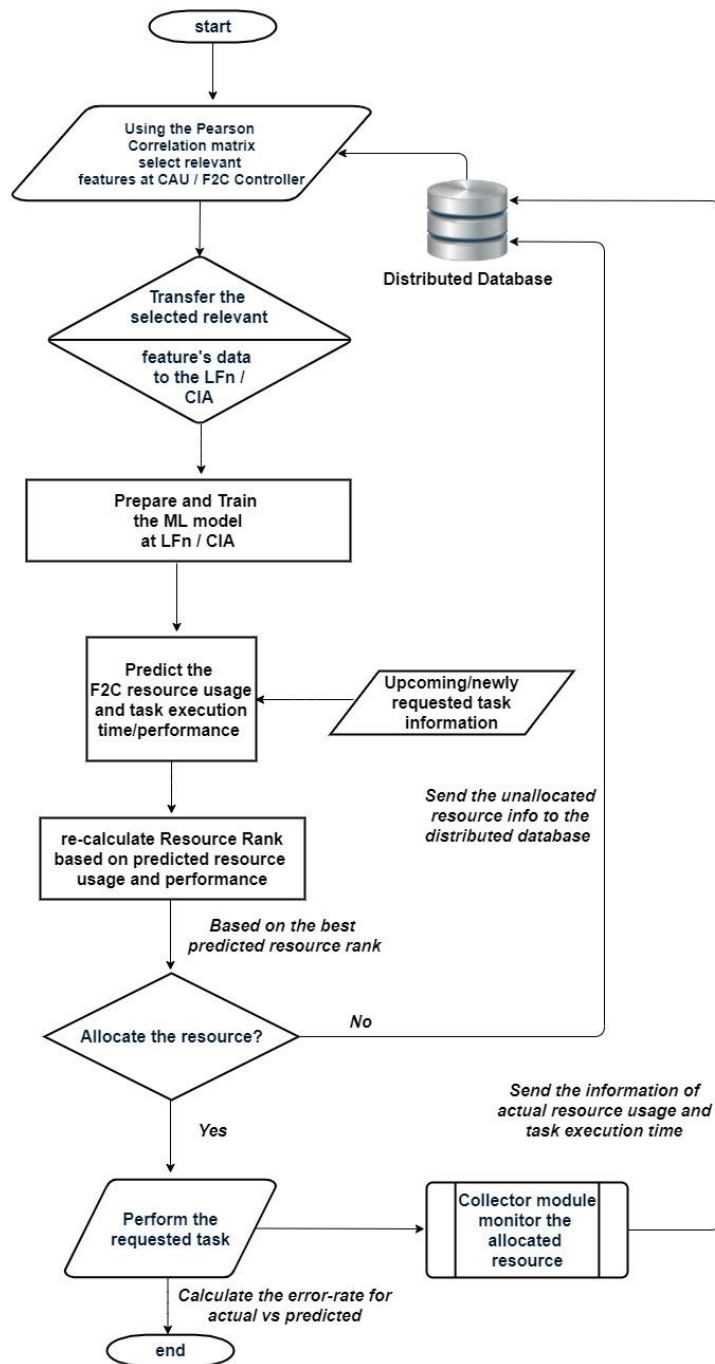 start
Using the Pearson
Correlation matrix
select relevant
features at CAU / F2C Controller
Distributed Database
Transfer the
selected relevant
feature's data
to the LFn /
CIA
Prepare and Train
the ML model
at LFn / CIA
Predict the
F2C resource usage
and task execution
time/performance
Upcoming/newly
requested task
information
Send the unallocated
resource info to the
distributed database
re-calculate Resource Rank
based on predicted resource
usage and performance
Based on the best
predicted resource rank
Allocate the resource?
No
Yes
Send the information of
actual resource usage and
task execution time
Perform the
requested task
Collector module
monitor the
allocated
resource
Calculate the error-rate for
actual vs predicted
end